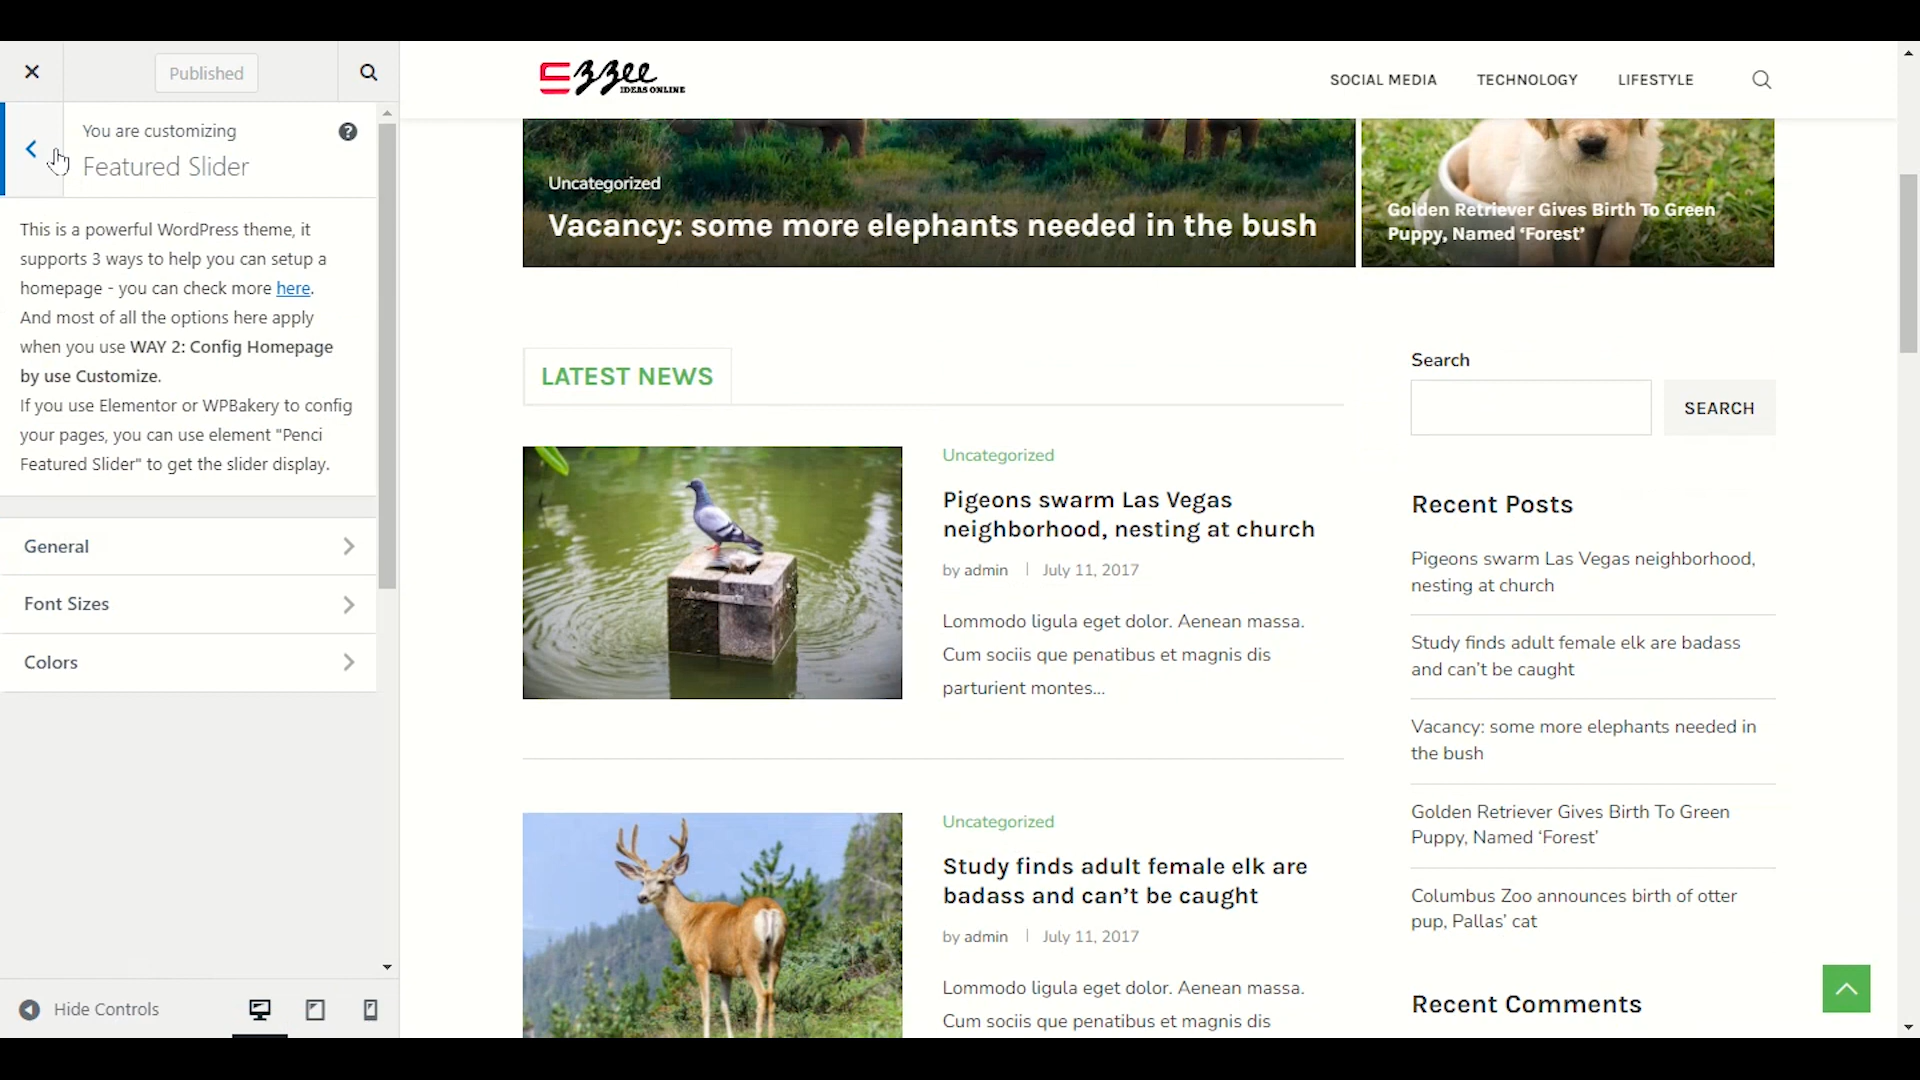 Published
You are customizing
Featured Slider
This is a powerful WordPress theme, it
supports 3 ways to help you can setup a
homepage - you can check more here.
And most of all the options here apply
when you use WAY 2: Config Homepage
by use Customize.
If you use Elementor or WPBakery to config
your pages, you can use element "Penci
Featured Slider" to get the slider display.
General
Font Sizes
Colors
Hide Controls
Ezzee
IDEAS ONLINE
SOCIAL MEDIA
TECHNOLOGY
LIFESTYLE
Uncategorized
Vacancy: some more elephants needed in the bush
Golden Retriever Gives Birth To Green
Puppy, Named ‘Forest’
LATEST NEWS
Uncategorized
Pigeons swarm Las Vegas
neighborhood, nesting at church
by admin
July 11, 2017
Lommodo ligula eget dolor. Aenean massa.
Cum sociis que penatibus et magnis dis
parturient montes...
Uncategorized
Study finds adult female elk are
badass and can’t be caught
by admin
July 11, 2017
Lommodo ligula eget dolor. Aenean massa.
Cum sociis que penatibus et magnis dis
Search
SEARCH
Recent Posts
Pigeons swarm Las Vegas neighborhood,
nesting at church
Study finds adult female elk are badass
and can’t be caught
Vacancy: some more elephants needed in
the bush
Golden Retriever Gives Birth To Green
Puppy, Named ‘Forest’
Columbus Zoo announces birth of otter
pup, Pallas’ cat
Recent Comments